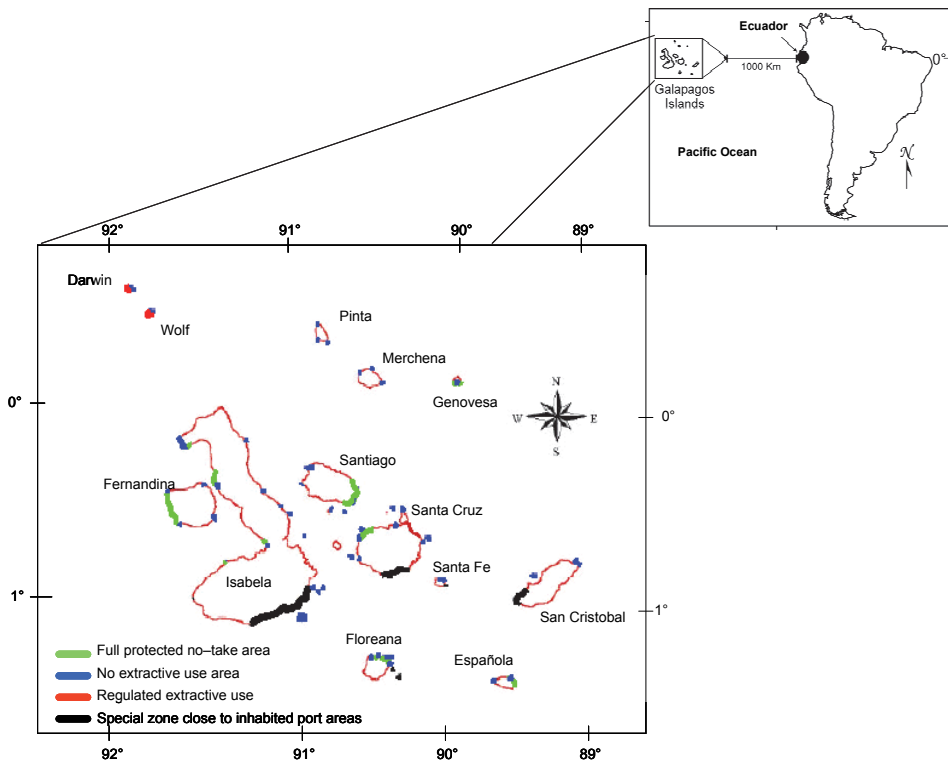 Ecuador
0°
1000 Km
Galapagos
Islands
Pacific Ocean
N
92°
91°
90°
89°
Darwin
Wolf
Pinta
Merchena
Genovesa
N
W
E
S
0°
0°
Santiago
Fernandina
Santa Cruz
Santa Fe
Isabela
1°
San Cristobal
1°
Floreana
Española
Full protected no–take area
No extractive use area
Regulated extractive use
Special zone close to inhabited port areas
92°
91°
90°
89°